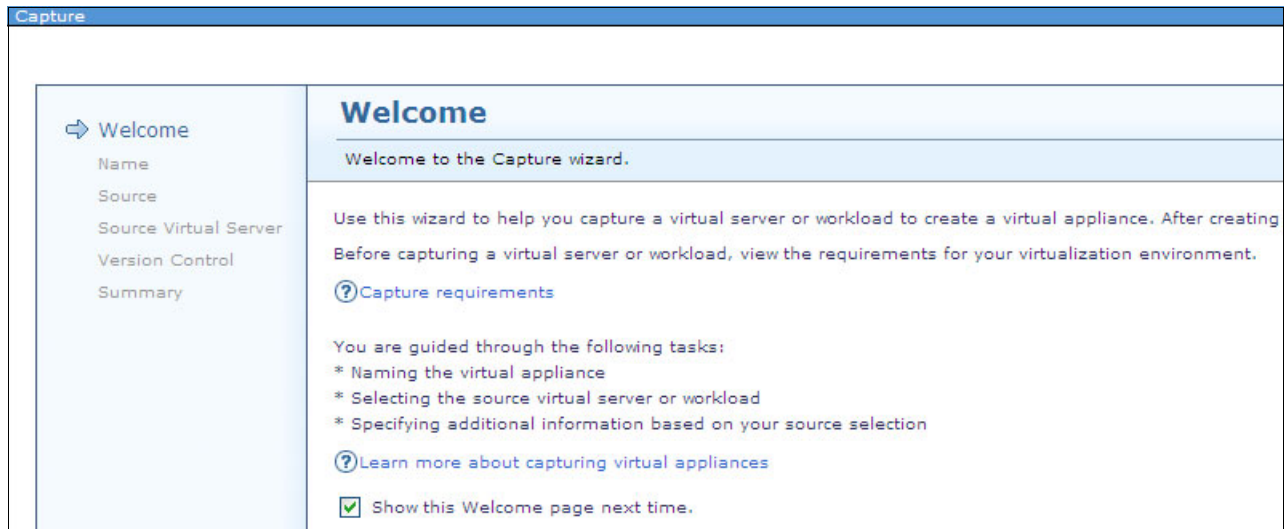 Capture
Welcome
Name
Source
Source Virtual Server
Version Control
Summary
Welcome
Welcome to the Capture wizard.
Use this wizard to help you capture a virtual server or workload to create a virtual appliance. After creating
Before capturing a virtual server or workload, view the requirements for your virtualization environment.
?Capture requirements
You are guided through the following tasks:
* Naming the virtual appliance
* Selecting the source virtual server or workload
* Specifying additional information based on your source selection
?Learn more about capturing virtual appliances
Show this Welcome page next time.